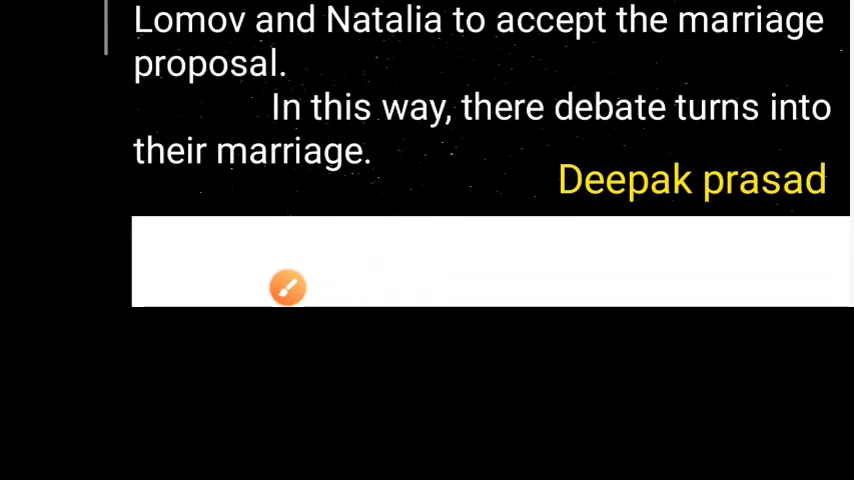 Lomov and Natalia to accept the marriage
proposal.
In this way, there debate turns into
their marriage.
Deepak prasad